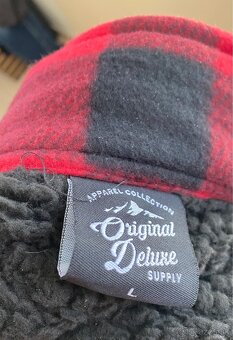 APPAREL COLLECTION
Original
Deluxe
SUPPLY
L